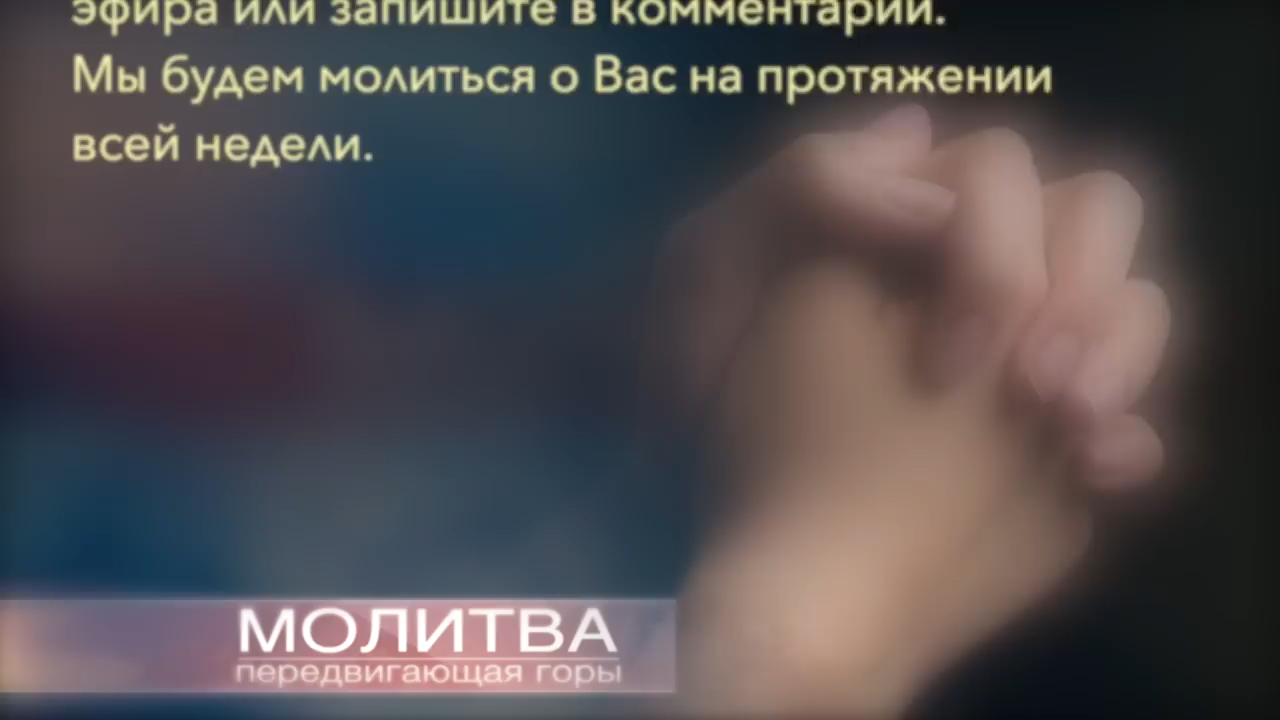 эфира или запишите в комментарии.
Мы будем молиться о Вас на протяжении
всей недели.
МОЛИТВА
передвигающая горы